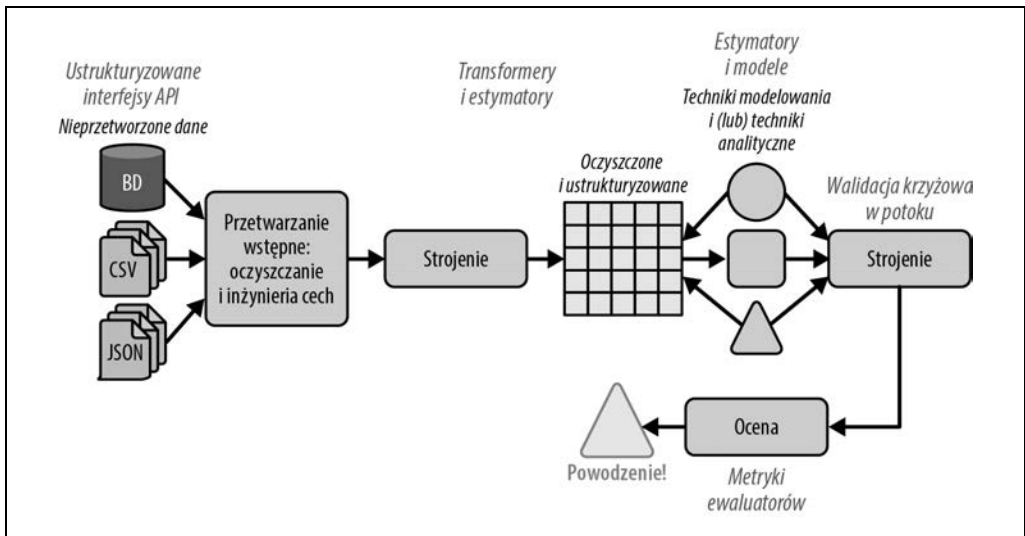 Ustrukturyzowane
interfejsy API
Nieprzetworzone dane
BD
CSV
JSON
Przetwarzanie
wstępne:
oczyszczanie
i inżynieria cech
Transformery
i estymatory
Strojenie
Oczyszczone
i ustrukturyzowane
Estymatory
i modele
Techniki modelowania
i (lub) techniki
analityczne
Walidacja krzyżowa
w potoku
Strojenie
Ocena
Metryki
ewaluatorów
Powodzenie!